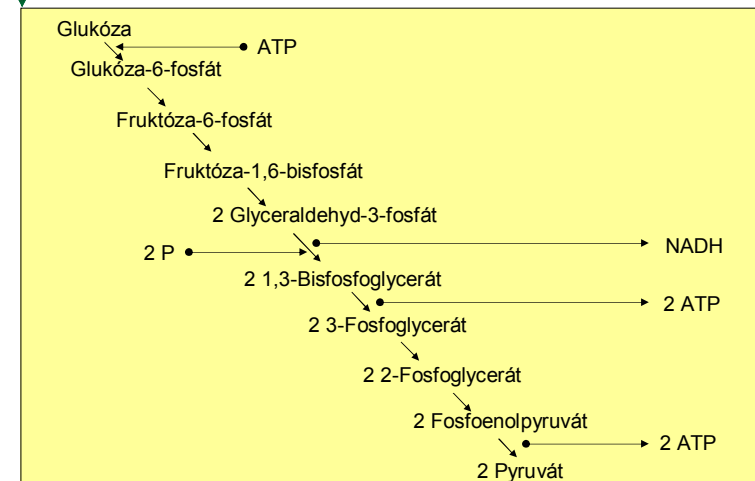 Glukóza
ATP
Glukóza-6-fosfát
Fruktóza-6-fosfát
Fruktóza-1,6-bisfosfát
2 Glyceraldehyd-3-fosfát
2 P
NADH
2 1,3-Bisfosfoglycerát
2 ATP
2 3-Fosfoglycerát
2 2-Fosfoglycerát
2 Fosfoenolpyruvát
2 ATP
2 Pyruvát